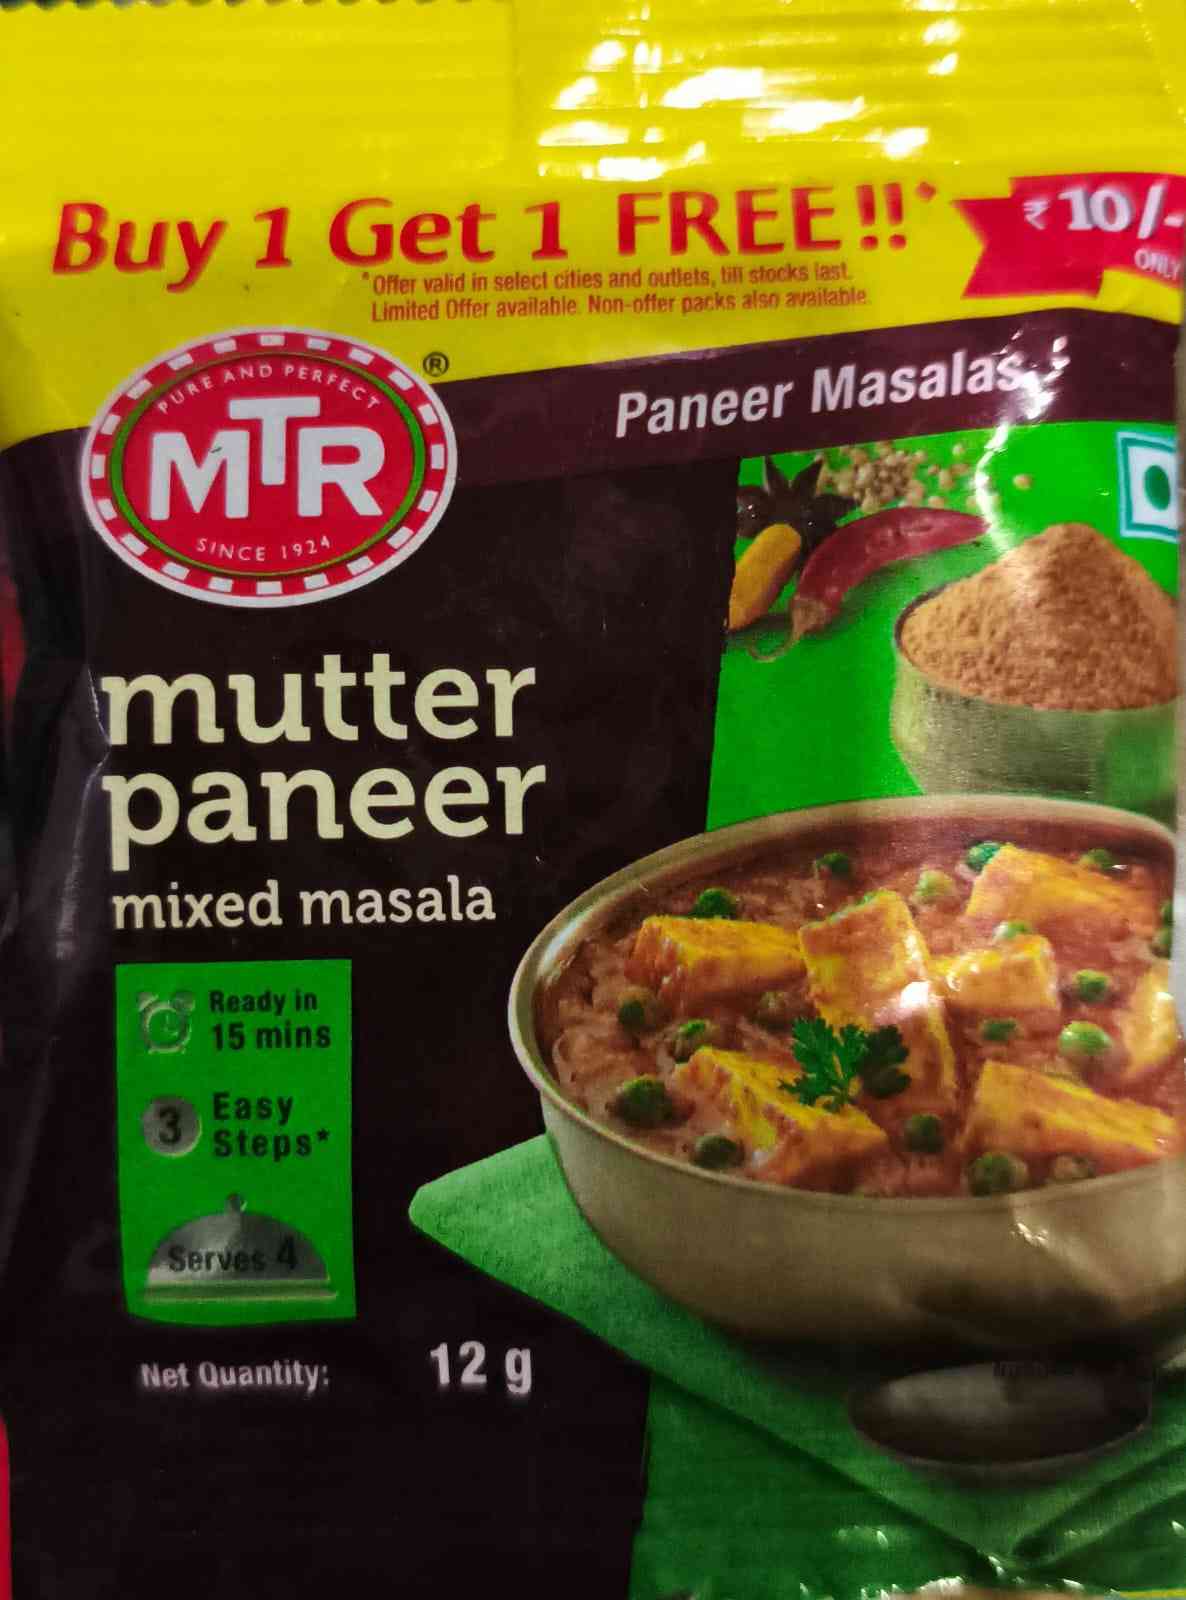 Buy 1 Get 1 FREE!!*
₹ 10/-
ONLY
*Offer valid in select cities and outlets, till stocks last.
Limited Offer available. Non-offer packs also available.
PURE AND PERFECT
MTR
SINCE 1924
®
Paneer Masalas
mutter
paneer
mixed masala
Ready in
15 mins
3 Easy
Steps*
Serves 4
Net Quantity: 12 g